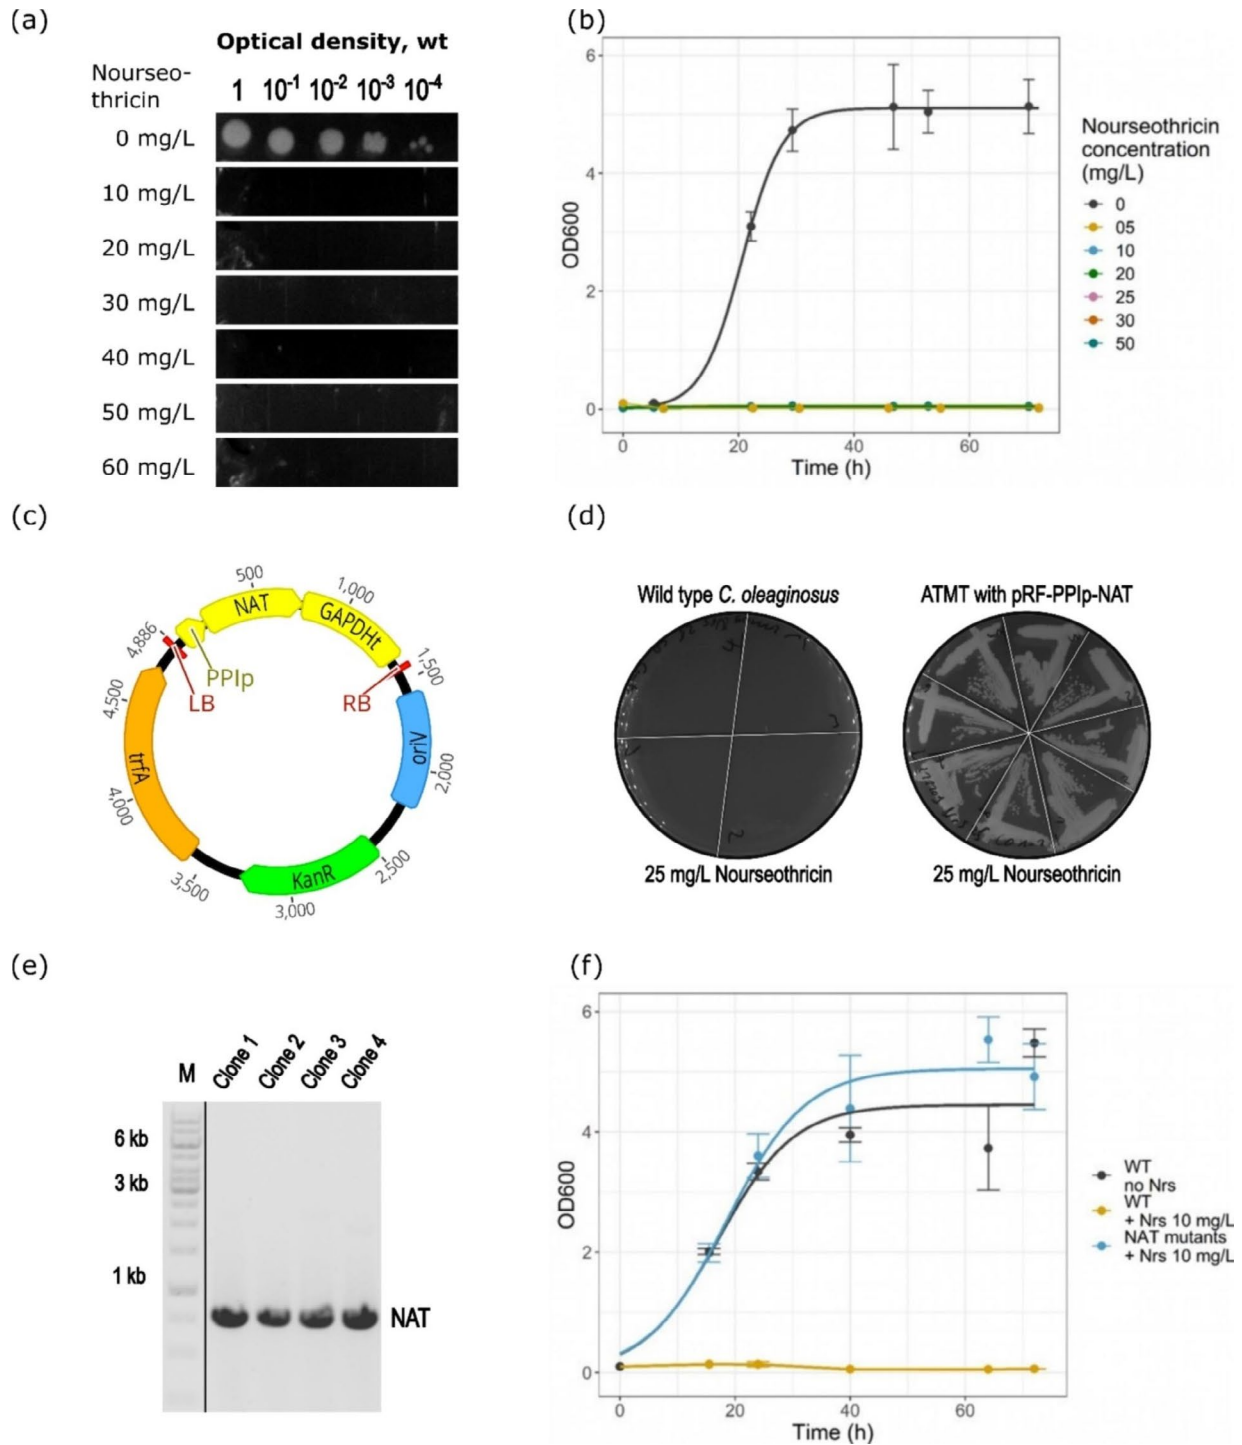 (a)
Optical density, wt
Nourseo-
thricin
1 10-1 10-2 10-3 10-4
0 mg/L
10 mg/L
20 mg/L
30 mg/L
40 mg/L
50 mg/L
60 mg/L
(b)
6
4
2
0
OD600
0 20 40 60
Time (h)
Nourseothricin
concentration
(mg/L)
0
05
10
20
25
30
50
(c)
500
1,000
1,500
2,000
2,500
3,000
3,500
4,000
4,500
4,886
NAT
GAPDHt
PPIp
LB
RB
oriV
KanR
trfA
(d)
Wild type C. oleaginosus
25 mg/L Nourseothricin
ATMT with pRF-PPIp-NAT
25 mg/L Nourseothricin
(e)
M Clone 1 Clone 2 Clone 3 Clone 4
6 kb
3 kb
1 kb
NAT
(f)
6
4
2
0
OD600
0 20 40 60
Time (h)
WT
no Nrs
WT
+ Nrs 10 mg/L
NAT mutants
+ Nrs 10 mg/L